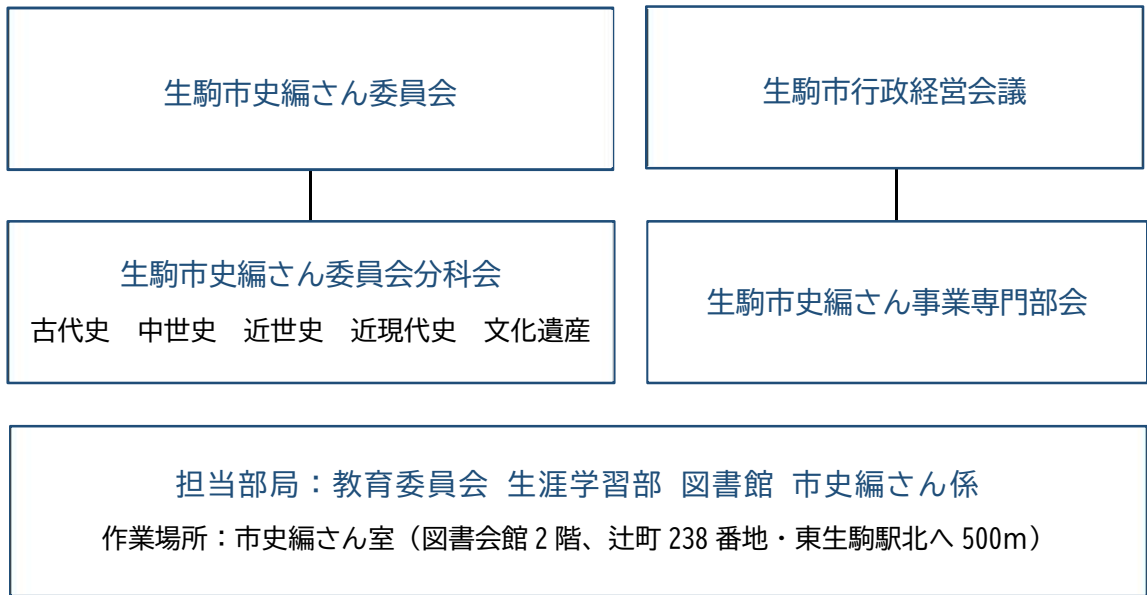 生駒市史編さん委員会
生駒市行政経営会議
生駒市史編さん委員会分科会
古代史　中世史　近世史　近現代史　文化遺産
生駒市史編さん事業専門部会
担当部局：教育委員会 生涯学習部 図書館 市史編さん係
作業場所：市史編さん室（図書会館 2 階、辻町 238 番地・東生駒駅北へ 500m）